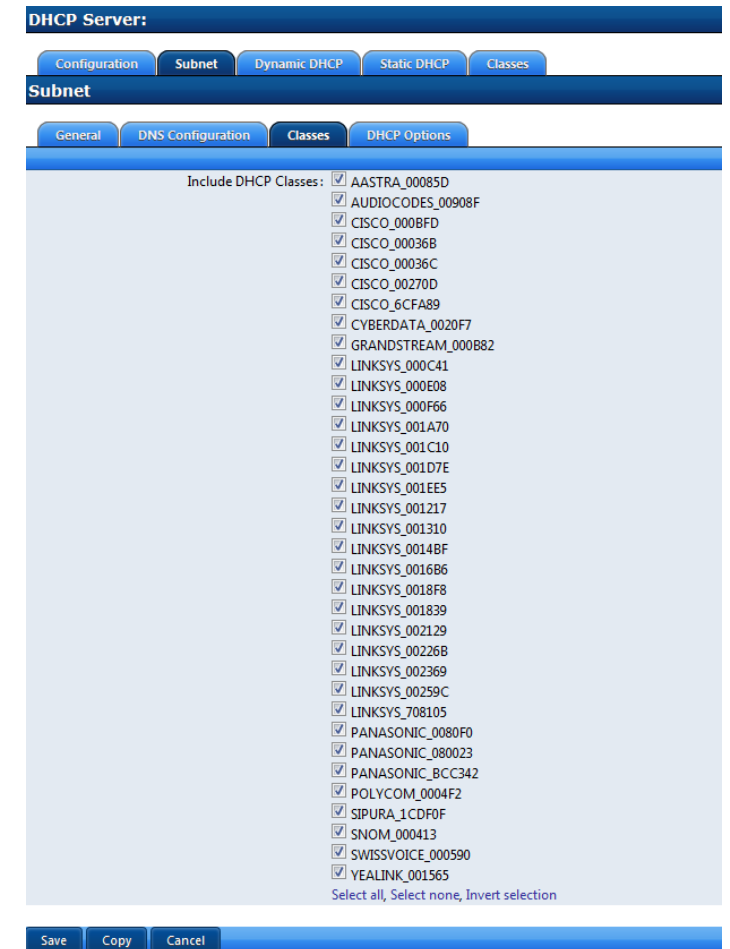 DHCP Server:
Configuration Subnet Dynamic DHCP Static DHCP Classes
Subnet
General DNS Configuration Classes DHCP Options
Include DHCP Classes: AASTRA_00085D
AUDIOCODES_00908F
CISCO_000BFD
CISCO_00036B
CISCO_00036C
CISCO_00270D
CISCO_6CFA89
CYBERDATA_0020F7
GRANDSTREAM_000B82
LINKSYS_000C41
LINKSYS_000E08
LINKSYS_000F66
LINKSYS_001A70
LINKSYS_001C10
LINKSYS_001D7E
LINKSYS_001EE5
LINKSYS_001217
LINKSYS_001310
LINKSYS_0014BF
LINKSYS_0016B6
LINKSYS_0018F8
LINKSYS_001839
LINKSYS_002129
LINKSYS_00226B
LINKSYS_002369
LINKSYS_00259C
LINKSYS_708105
PANASONIC_0080F0
PANASONIC_080023
PANASONIC_BCC342
POLYCOM_0004F2
SIPURA_1CDF0F
SNOM_000413
SWISSVOICE_000590
YEALINK_001565
Select all, Select none, Invert selection
Save Copy Cancel